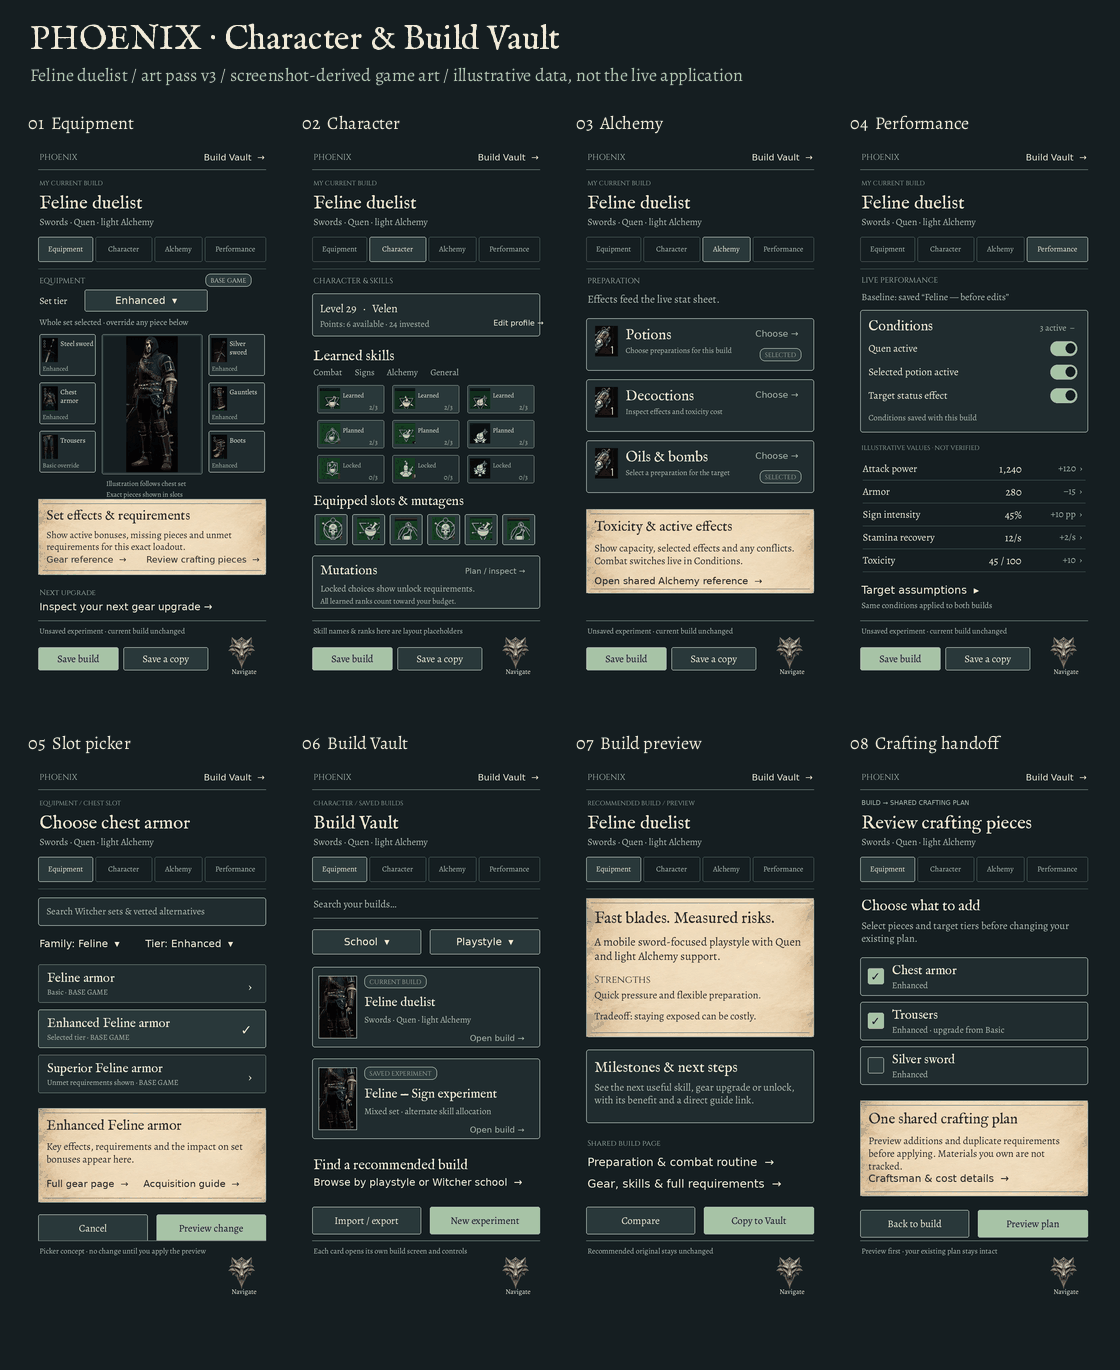 PHOENIX · Character & Build Vault
Feline duelist / art pass v3 / screenshot-derived game art / illustrative data, not the live application
01 Equipment
PHOENIX
Build Vault →
MY CURRENT BUILD
Feline duelist
Swords · Quen · light Alchemy
Equipment
Character
Alchemy
Performance
EQUIPMENT
BASE GAME
Set tier
Enhanced ▾
Whole set selected · override any piece below
Steel sword
Enhanced
Silver
sword
Enhanced
Chest
armor
Enhanced
Gauntlets
Enhanced
Trousers
Basic override
Boots
Enhanced
Illustration follows chest set
Exact pieces shown in slots
Set effects & requirements
Show active bonuses, missing pieces and unmet
requirements for this exact loadout.
Gear reference →
Review crafting pieces →
NEXT UPGRADE
Inspect your next gear upgrade →
Unsaved experiment · current build unchanged
Save build
Save a copy
Navigate
02 Character
PHOENIX
Build Vault →
MY CURRENT BUILD
Feline duelist
Swords · Quen · light Alchemy
Equipment
Character
Alchemy
Performance
CHARACTER & SKILLS
Level 29 · Velen
Points: 6 available · 24 invested
Edit profile →
Learned skills
Combat
Signs
Alchemy
General
Learned
2/3
Learned
2/3
Learned
2/3
Planned
2/3
Planned
2/3
Planned
2/3
Locked
0/3
Locked
0/3
Locked
0/3
Equipped slots & mutagens
Mutations
Plan / inspect →
Locked choices show unlock requirements.
All learned ranks count toward your budget.
Skill names & ranks here are layout placeholders
Save build
Save a copy
Navigate
03 Alchemy
PHOENIX
Build Vault →
MY CURRENT BUILD
Feline duelist
Swords · Quen · light Alchemy
Equipment
Character
Alchemy
Performance
PREPARATION
Effects feed the live stat sheet.
1
Potions
Choose →
Choose preparations for this build
SELECTED
1
Decoctions
Choose →
Inspect effects and toxicity cost
1
Oils & bombs
Choose →
Select a preparation for the target
SELECTED
Toxicity & active effects
Show capacity, selected effects and any conflicts.
Combat switches live in Conditions.
Open shared Alchemy reference →
Unsaved experiment · current build unchanged
Save build
Save a copy
Navigate
04 Performance
PHOENIX
Build Vault →
MY CURRENT BUILD
Feline duelist
Swords · Quen · light Alchemy
Equipment
Character
Alchemy
Performance
LIVE PERFORMANCE
Baseline: saved “Feline — before edits”
Conditions
3 active −
Quen active
Selected potion active
Target status effect
Conditions saved with this build
ILLUSTRATIVE VALUES · NOT VERIFIED
Attack power 1,240 +120 ›
Armor 280 −15 ›
Sign intensity 45% +10 pp ›
Stamina recovery 12/s +2/s ›
Toxicity 45 / 100 +10 ›
Target assumptions ▸
Same conditions applied to both builds
Unsaved experiment · current build unchanged
Save build
Save a copy
Navigate
05 Slot picker
PHOENIX
Build Vault →
EQUIPMENT / CHEST SLOT
Choose chest armor
Swords · Quen · light Alchemy
Equipment
Character
Alchemy
Performance
Search Witcher sets & vetted alternatives
Family: Feline ▾
Tier: Enhanced ▾
Feline armor
Basic · BASE GAME
›
Enhanced Feline armor
Selected tier · BASE GAME
✓
Superior Feline armor
Unmet requirements shown · BASE GAME
›
Enhanced Feline armor
Key effects, requirements and the impact on set
bonuses appear here.
Full gear page →
Acquisition guide →
Cancel
Preview change
Picker concept · no change until you apply the preview
Navigate
06 Build Vault
PHOENIX
Build Vault →
CHARACTER / SAVED BUILDS
Build Vault
Swords · Quen · light Alchemy
Equipment
Character
Alchemy
Performance
Search your builds…
School ▾
Playstyle ▾
CURRENT BUILD
Feline duelist
Swords · Quen · light Alchemy
Open build →
SAVED EXPERIMENT
Feline — Sign experiment
Mixed set · alternate skill allocation
Open build →
Find a recommended build
Browse by playstyle or Witcher school →
Import / export
New experiment
Each card opens its own build screen and controls
Navigate
07 Build preview
PHOENIX
Build Vault →
RECOMMENDED BUILD / PREVIEW
Feline duelist
Swords · Quen · light Alchemy
Equipment
Character
Alchemy
Performance
Fast blades. Measured risks.
A mobile sword-focused playstyle with Quen
and light Alchemy support.
STRENGTHS
Quick pressure and flexible preparation.
Tradeoff: staying exposed can be costly.
Milestones & next steps
See the next useful skill, gear upgrade or unlock,
with its benefit and a direct guide link.
SHARED BUILD PAGE
Preparation & combat routine →
Gear, skills & full requirements →
Compare
Copy to Vault
Recommended original stays unchanged
Navigate
08 Crafting handoff
PHOENIX
Build Vault →
BUILD → SHARED CRAFTING PLAN
Review crafting pieces
Swords · Quen · light Alchemy
Equipment
Character
Alchemy
Performance
Choose what to add
Select pieces and target tiers before changing your
existing plan.
✓
Chest armor
Enhanced
✓
Trousers
Enhanced · upgrade from Basic
Silver sword
Enhanced
One shared crafting plan
Preview additions and duplicate requirements
before applying. Materials you own are not
tracked.
Craftsman & cost details →
Back to build
Preview plan
Preview first · your existing plan stays intact
Navigate